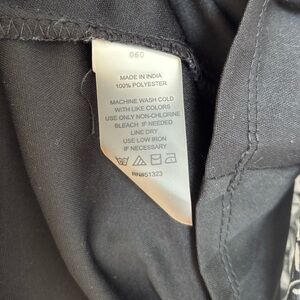 060
MADE IN INDIA
100% POLYESTER
MACHINE WASH COLD
WITH LIKE COLORS
USE ONLY NON-CHLORINE
BLEACH IF NEEDED
LINE DRY
USE LOW IRON
IF NECESSARY
RN#51323